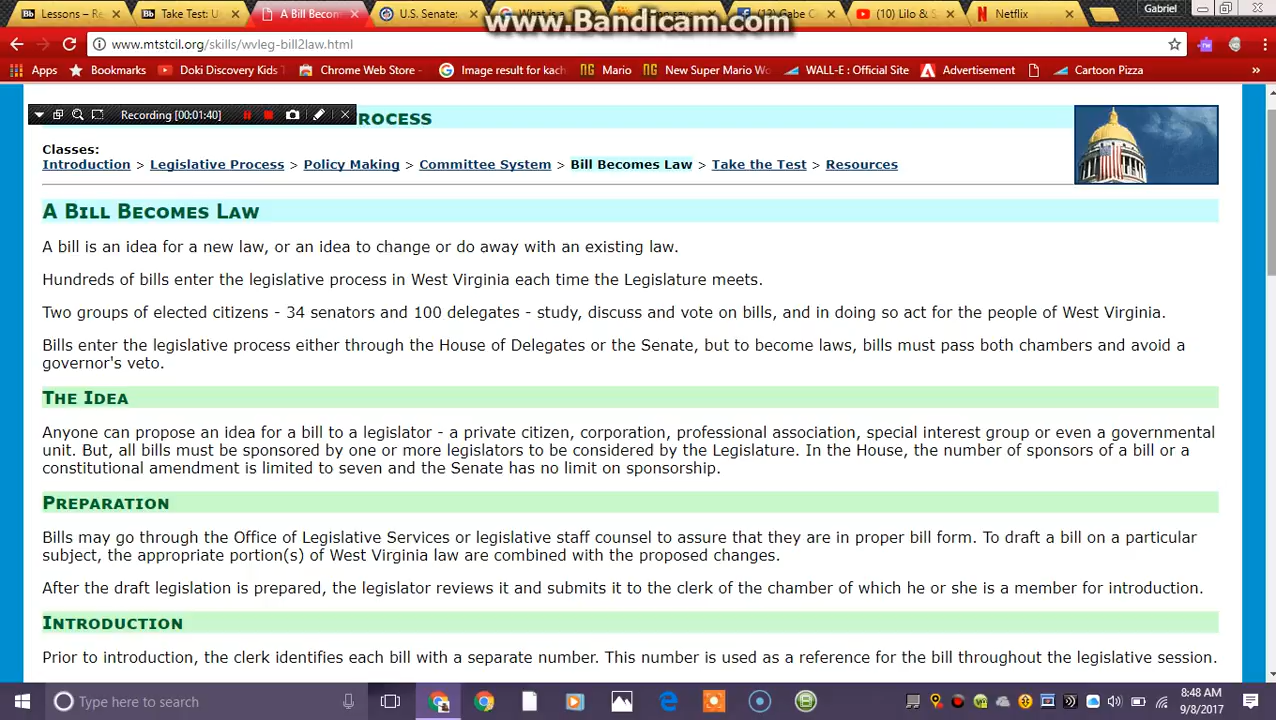 Lessons –
Take Test: U
A Bill Becom
U.S. Senate:
What is a
(10) Lilo &
Netflix
Gabriel
www.Bandicam.com
www.mtstcil.org/skills/wvleg-bill2law.html
Apps
Bookmarks
Doki Discovery Kids
Chrome Web Store -
Image result for kach
Mario
New Super Mario Wo
WALL-E : Official Site
Advertisement
Cartoon Pizza
Recording [00:01:40]
ROCESS
Classes:
Introduction > Legislative Process > Policy Making > Committee System > Bill Becomes Law > Take the Test > Resources
A Bill Becomes Law
A bill is an idea for a new law, or an idea to change or do away with an existing law.
Hundreds of bills enter the legislative process in West Virginia each time the Legislature meets.
Two groups of elected citizens - 34 senators and 100 delegates - study, discuss and vote on bills, and in doing so act for the people of West Virginia.
Bills enter the legislative process either through the House of Delegates or the Senate, but to become laws, bills must pass both chambers and avoid a
governor's veto.
The Idea
Anyone can propose an idea for a bill to a legislator - a private citizen, corporation, professional association, special interest group or even a governmental
unit. But, all bills must be sponsored by one or more legislators to be considered by the Legislature. In the House, the number of sponsors of a bill or a
constitutional amendment is limited to seven and the Senate has no limit on sponsorship.
Preparation
Bills may go through the Office of Legislative Services or legislative staff counsel to assure that they are in proper bill form. To draft a bill on a particular
subject, the appropriate portion(s) of West Virginia law are combined with the proposed changes.
After the draft legislation is prepared, the legislator reviews it and submits it to the clerk of the chamber of which he or she is a member for introduction.
Introduction
Prior to introduction, the clerk identifies each bill with a separate number. This number is used as a reference for the bill throughout the legislative session.
Type here to search
8:48 AM
9/8/2017